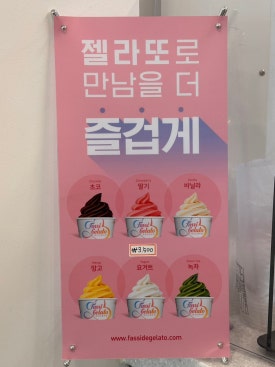 젤라또로
만남을 더
즐겁게
초코
딸기
바닐라
₩3,500
망고
요거트
녹차
www.fassidegelato.com